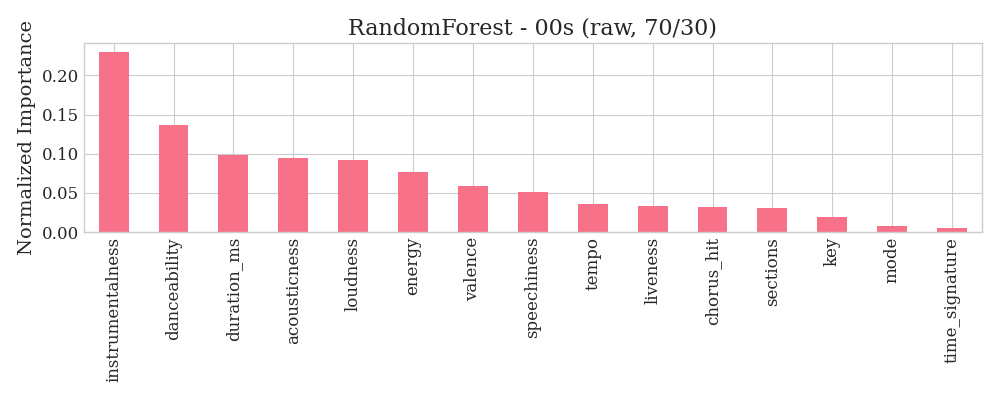 RandomForest - 00s (raw, 70/30)
Normalized Importance
0.20
0.15
0.10
0.05
0.00
instrumentalness
danceability
duration_ms
acousticness
loudness
energy
valence
speechiness
tempo
liveness
chorus_hit
sections
key
mode
time_signature